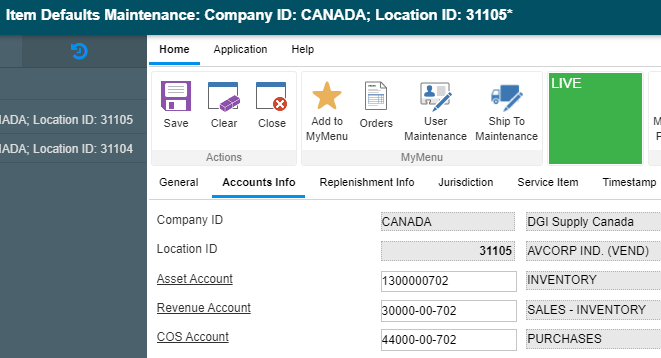 Item Defaults Maintenance: Company ID: CANADA; Location ID: 31105*
Home Application Help
ADA; Location ID: 31105
ADA; Location ID: 31104
Save Clear Close
Actions
Add to MyMenu
Orders
User Maintenance
Ship To Maintenance
MyMenu
LIVE
General Accounts Info Replenishment Info Jurisdiction Service Item Timestamp
Company ID CANADA DGI Supply Canada
Location ID 31105 AVCORP IND. (VEND)
Asset Account 1300000702 INVENTORY
Revenue Account 30000-00-702 SALES - INVENTORY
COS Account 44000-00-702 PURCHASES